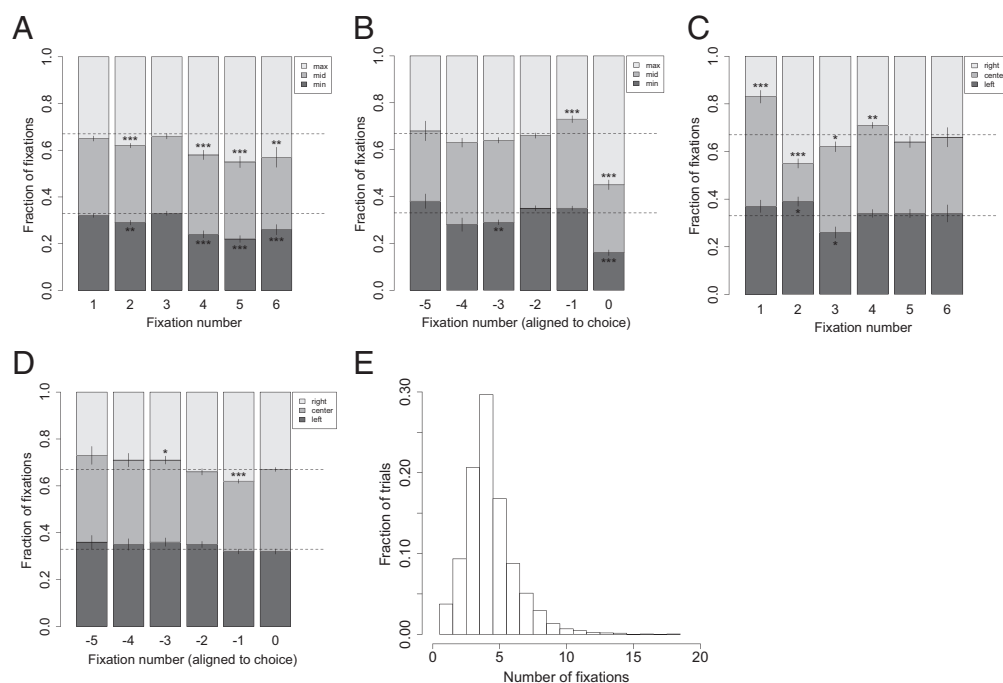 A
1.0
0.8
0.6
0.4
0.2
0.0
Fraction of fixations
max
mid
min
***
**
***
***
***
***
**
***
1 2 3 4 5 6
Fixation number
B
1.0
0.8
0.6
0.4
0.2
0.0
Fraction of fixations
max
mid
min
**
***
***
***
-5 -4 -3 -2 -1 0
Fixation number (aligned to choice)
C
1.0
0.8
0.6
0.4
0.2
0.0
Fraction of fixations
right
center
left
***
***
*
*
*
**
1 2 3 4 5 6
Fixation number
D
1.0
0.8
0.6
0.4
0.2
0.0
Fraction of fixations
right
center
left
*
***
-5 -4 -3 -2 -1 0
Fixation number (aligned to choice)
E
0.30
0.20
0.10
0.00
Fraction of trials
0 5 10 15 20
Number of fixations